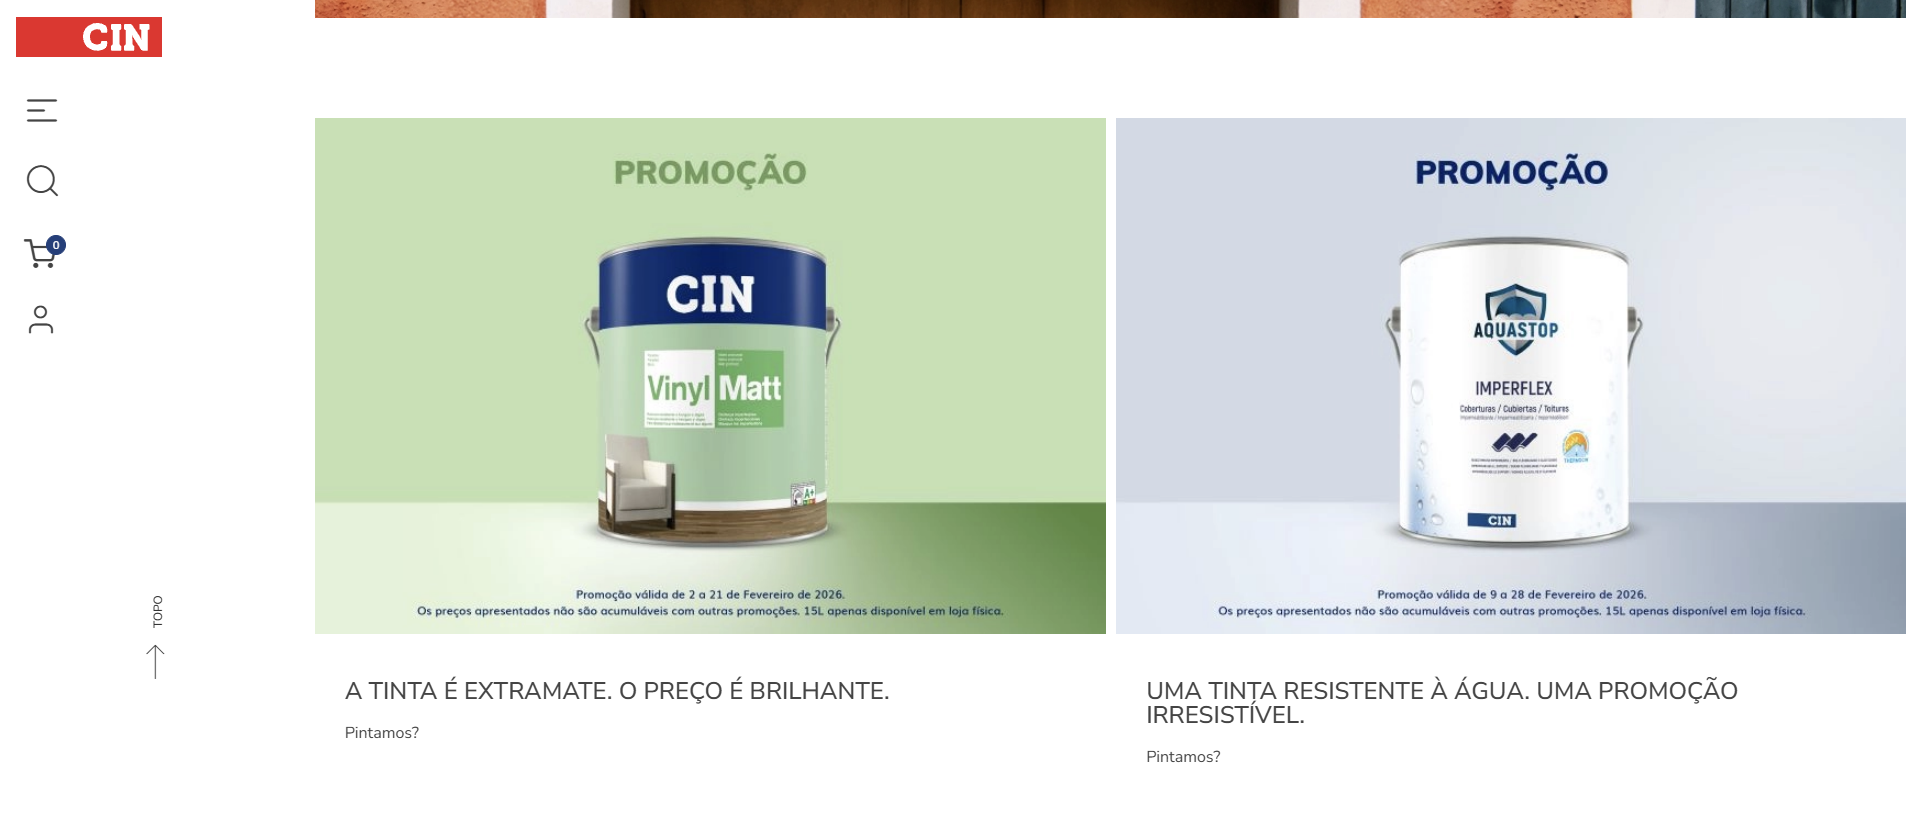 CIN
0
TOPO
PROMOÇÃO
CIN
Vinyl Matt
A+
Promoção válida de 2 a 21 de Fevereiro de 2026.
Os preços apresentados não são acumuláveis com outras promoções. 15L apenas disponível em loja física.
A TINTA É EXTRAMATE. O PREÇO É BRILHANTE.
Pintamos?
PROMOÇÃO
AQUASTOP
IMPERFLEX
Coberturas / Cubiertas / Toitures
CIN
Promoção válida de 9 a 28 de Fevereiro de 2026.
Os preços apresentados não são acumuláveis com outras promoções. 15L apenas disponível em loja física.
UMA TINTA RESISTENTE À ÁGUA. UMA PROMOÇÃO
IRRESISTÍVEL.
Pintamos?